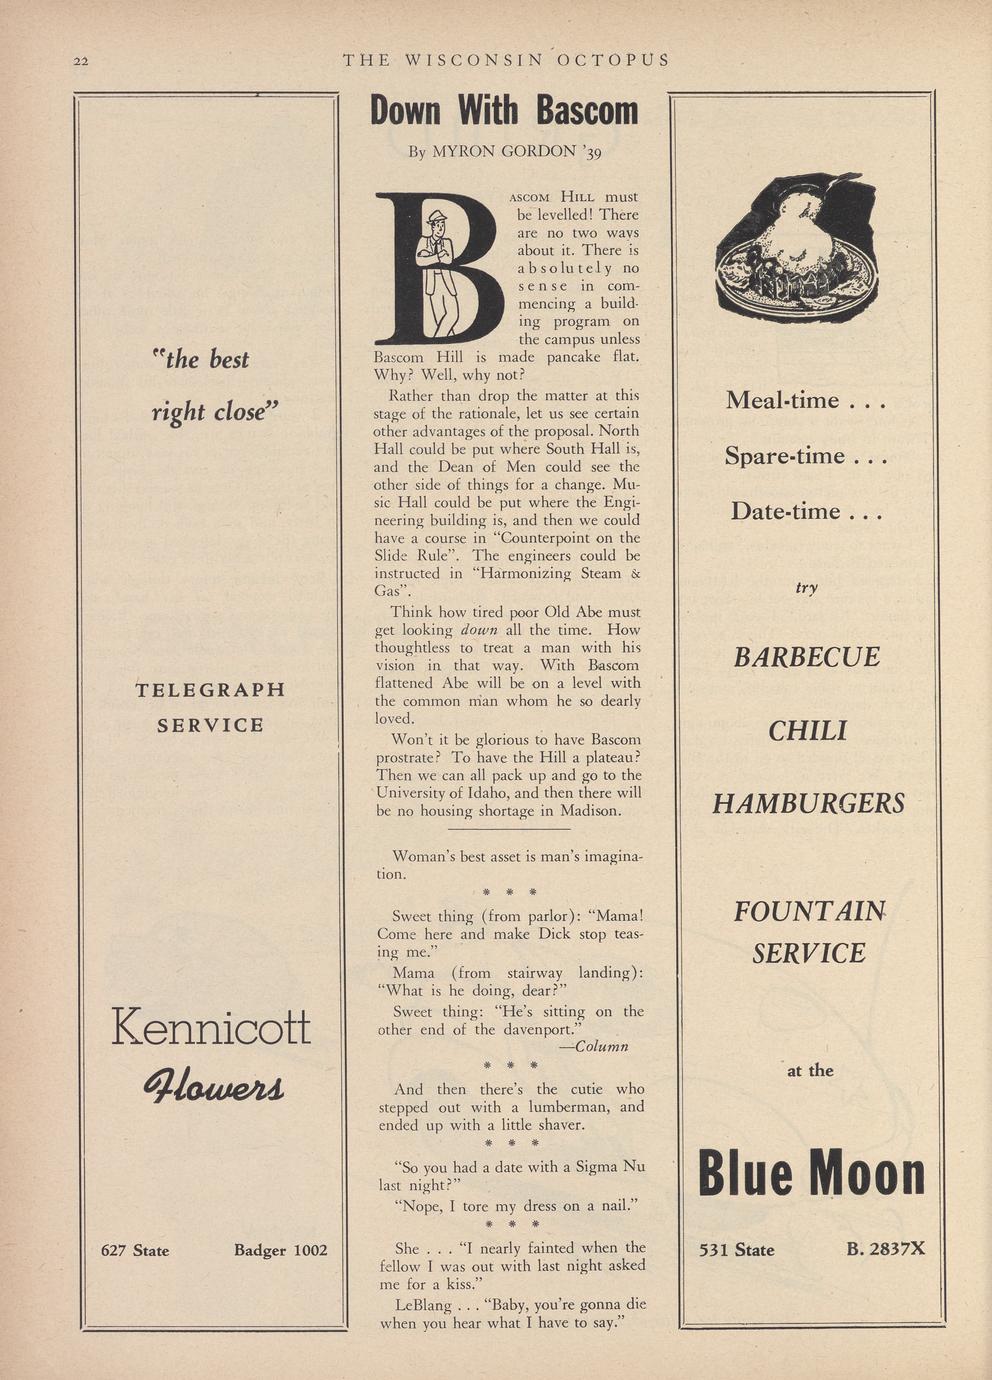 22
THE WISCONSIN OCTOPUS
"the best
right close"
TELEGRAPH
SERVICE
Kennicott
Flowers
627 State Badger 1002
Down With Bascom
By MYRON GORDON '39
BASCOM HILL must
be levelled! There
are no two ways
about it. There is
absolutely no
sense in com-
mencing a build-
ing program on
the campus unless
Bascom Hill is made pancake flat.
Why? Well, why not?
Rather than drop the matter at this
stage of the rationale, let us see certain
other advantages of the proposal. North
Hall could be put where South Hall is,
and the Dean of Men could see the
other side of things for a change. Mu-
sic Hall could be put where the Engi-
neering building is, and then we could
have a course in "Counterpoint on the
Slide Rule". The engineers could be
instructed in "Harmonizing Steam &
Gas".
Think how tired poor Old Abe must
get looking down all the time. How
thoughtless to treat a man with his
vision in that way. With Bascom
flattened Abe will be on a level with
the common man whom he so dearly
loved.
Won't it be glorious to have Bascom
prostrate? To have the Hill a plateau?
Then we can all pack up and go to the
University of Idaho, and then there will
be no housing shortage in Madison.
Woman's best asset is man's imagina-
tion.
* * *
Sweet thing (from parlor): "Mama!
Come here and make Dick stop teas-
ing me."
Mama (from stairway landing):
"What is he doing, dear?"
Sweet thing: "He's sitting on the
other end of the davenport."
—Column
* * *
And then there's the cutie who
stepped out with a lumberman, and
ended up with a little shaver.
* * *
"So you had a date with a Sigma Nu
last night?"
"Nope, I tore my dress on a nail."
* * *
She . . . "I nearly fainted when the
fellow I was out with last night asked
me for a kiss."
LeBlang . . . "Baby, you're gonna die
when you hear what I have to say."
Meal-time . . .
Spare-time . . .
Date-time . . .
try
BARBECUE
CHILI
HAMBURGERS
FOUNTAIN
SERVICE
at the
Blue Moon
531 State B. 2837X